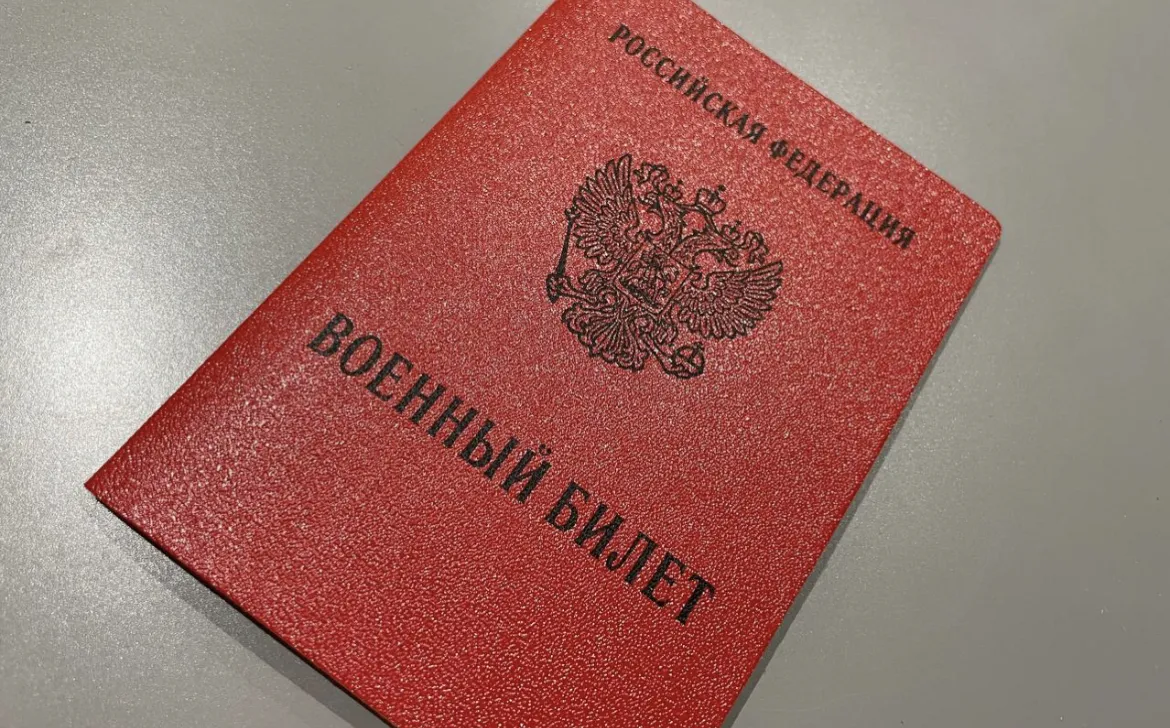 РОССИЙСКАЯ ФЕДЕРАЦИЯ
ВОЕННЫЙ БИЛЕТ